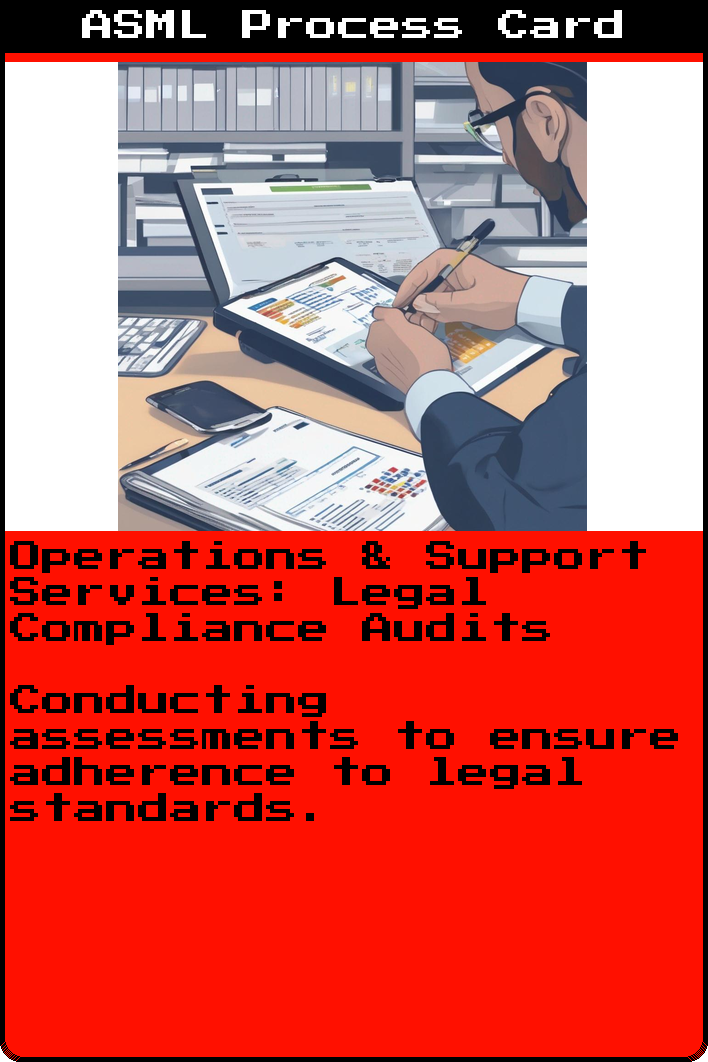 ASML Process Card
Operations & Support
Services: Legal
Compliance Audits
Conducting
assessments to ensure
adherence to legal
standards.